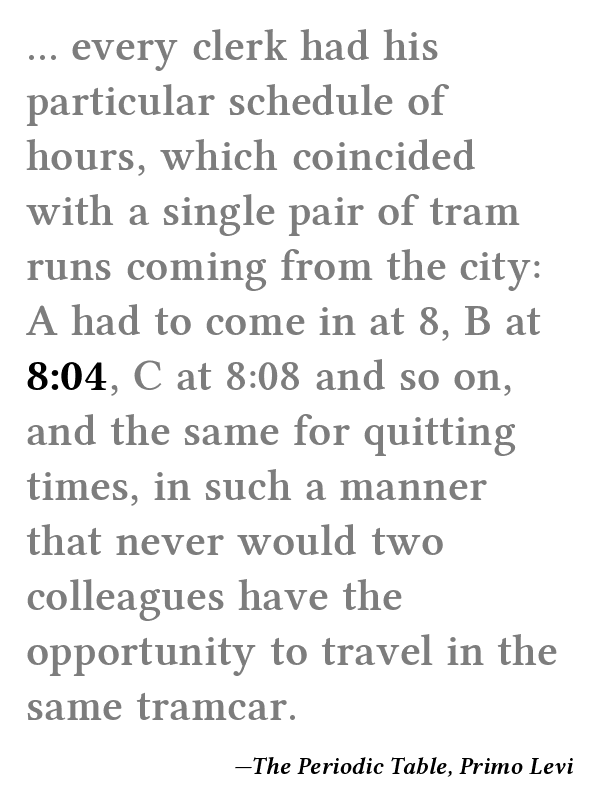 ... every clerk had his
particular schedule of
hours, which coincided
with a single pair of tram
runs coming from the city:
A had to come in at 8, B at
8:04, C at 8:08 and so on,
and the same for quitting
times, in such a manner
that never would two
colleagues have the
opportunity to travel in the
same tramcar.
—The Periodic Table, Primo Levi